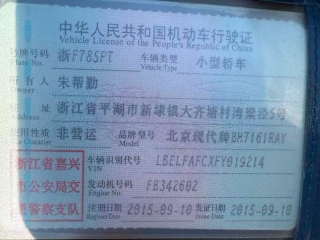 中华人民共和国机动车行驶证
Vehicle License of the People's Republic of China
号牌号码 浙F785PT 车辆类型 小型轿车
Plate No. Vehicle Type
所有人 朱帮勤
址 浙江省平湖市新埭镇大齐塘村湾梁径5号
使用性质 非营运 品牌型号 北京现代牌BH7161RAY
Use Character Model
浙江省嘉兴市公安局交通警察支队
车辆识别代号 LBELFAFCXFY019214
VIN
发动机号码 FB342602
Engine No.
注册日期 2015-09-10 发证日期 2015-09-10
Register Date Issue Date